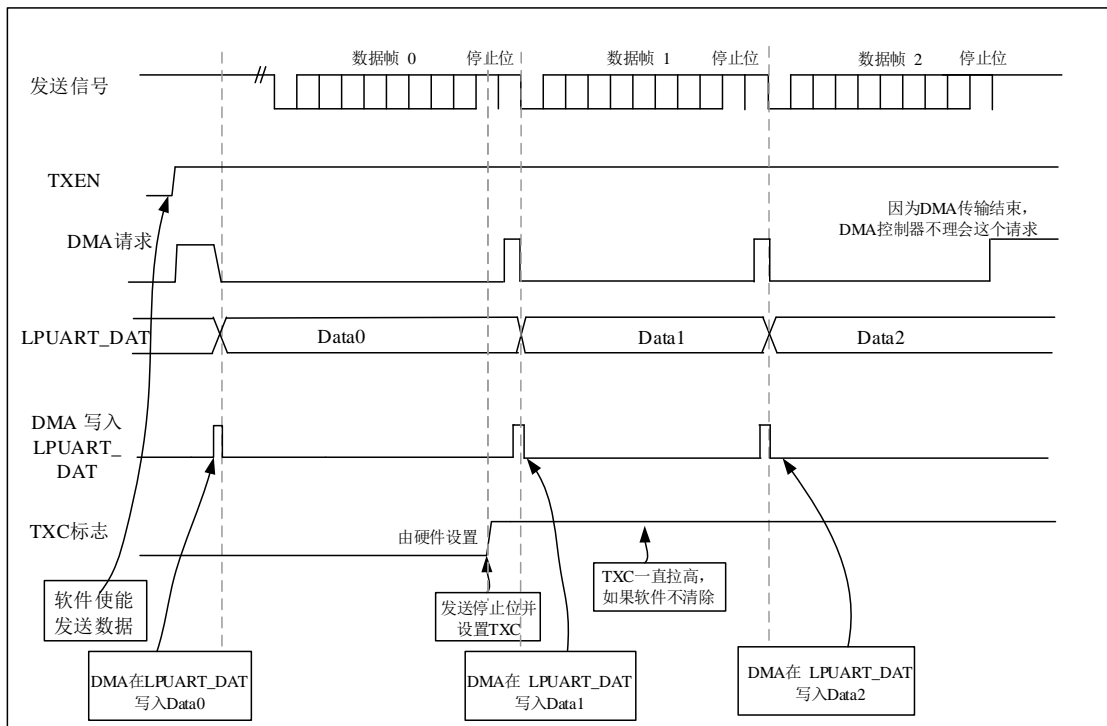 数据帧 0
停止位
数据帧 1
停止位
数据帧 2
停止位
发送信号
TXEN
因为DMA传输结束,
DMA控制器不理会这个请求
DMA请求
LPUART_DAT
Data0
Data1
Data2
DMA 写入
LPUART_
DAT
TXC标志
由硬件设置
TXC一直拉高,
如果软件不清除
软件使能
发送数据
发送停止位并
设置TXC
DMA在LPUART_DAT
写入Data0
DMA在 LPUART_DAT
写入Data1
DMA在 LPUART_DAT
写入Data2